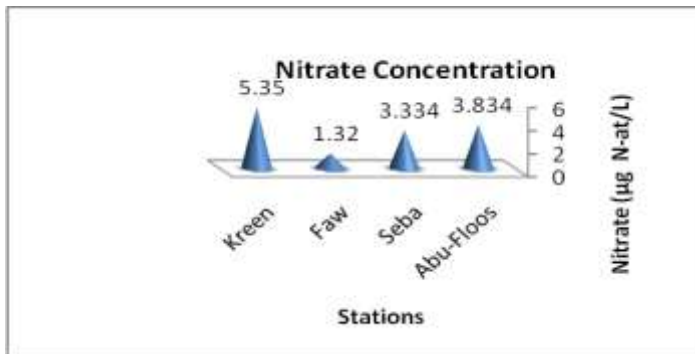 Nitrate Concentration
5.35
1.32
3.334
3.834
6
4
2
0
Nitrate (µg N-at/L)
Kreen
Faw
Seba
Abu-Floos
Stations